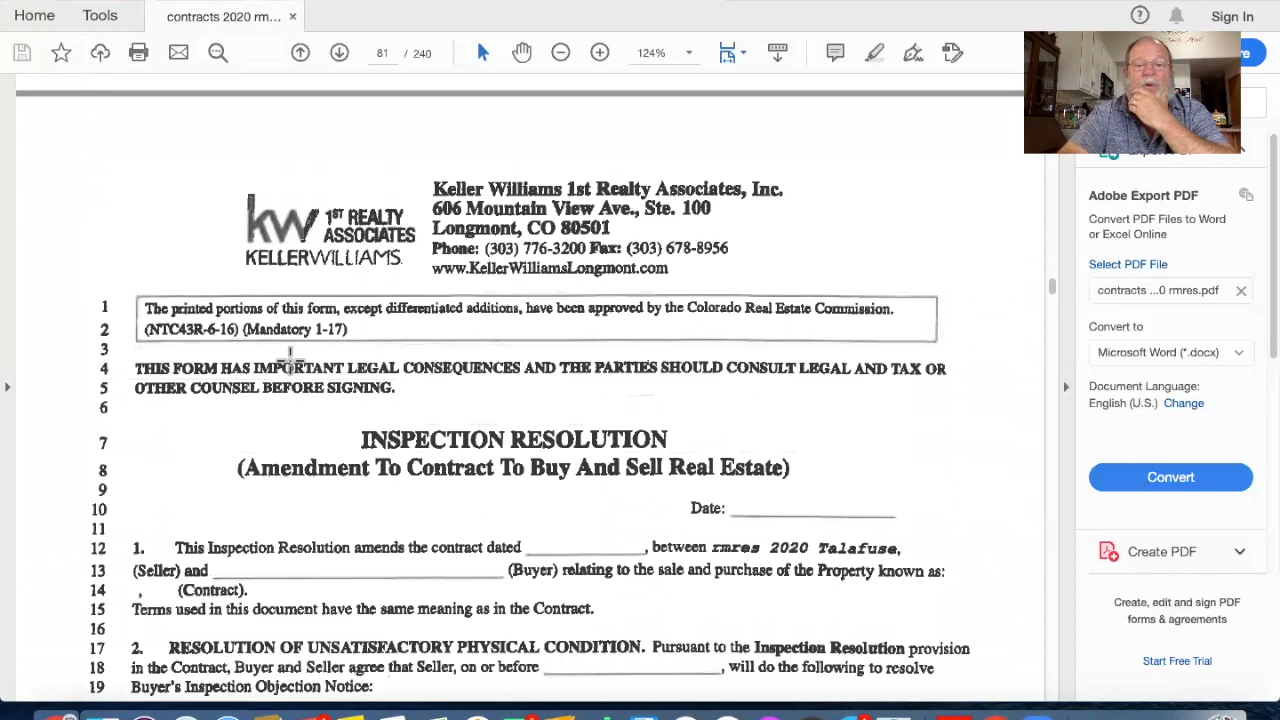 Home
Tools
contracts 2020 rm...
Sign In
81 / 240
124%
Keller Williams 1st Realty Associates, Inc.
606 Mountain View Ave., Ste. 100
Longmont, CO 80501
Phone: (303) 776-3200 Fax: (303) 678-8956
www.KellerWilliamsLongmont.com
kw 1ST REALTY
ASSOCIATES
KELLERWILLIAMS.
1 The printed portions of this form, except differentiated additions, have been approved by the Colorado Real Estate Commission.
2 (NTC43R-6-16) (Mandatory 1-17)
3
4 THIS FORM HAS IMPORTANT LEGAL CONSEQUENCES AND THE PARTIES SHOULD CONSULT LEGAL AND TAX OR
5 OTHER COUNSEL BEFORE SIGNING.
6
7 INSPECTION RESOLUTION
8 (Amendment To Contract To Buy And Sell Real Estate)
9
10 Date:
11
12 1. This Inspection Resolution amends the contract dated ____________, between rmres 2020 Talafuse,
13 (Seller) and ____________ (Buyer) relating to the sale and purchase of the Property known as:
14 , (Contract).
15 Terms used in this document have the same meaning as in the Contract.
16
17 2. RESOLUTION OF UNSATISFACTORY PHYSICAL CONDITION. Pursuant to the Inspection Resolution provision
18 in the Contract, Buyer and Seller agree that Seller, on or before ____________, will do the following to resolve
19 Buyer's Inspection Objection Notice:
Adobe Export PDF
Convert PDF Files to Word
or Excel Online
Select PDF File
contracts ...0 rmres.pdf
Convert to
Microsoft Word (*.docx)
Document Language:
English (U.S.) Change
Convert
Create PDF
Create, edit and sign PDF
forms & agreements
Start Free Trial